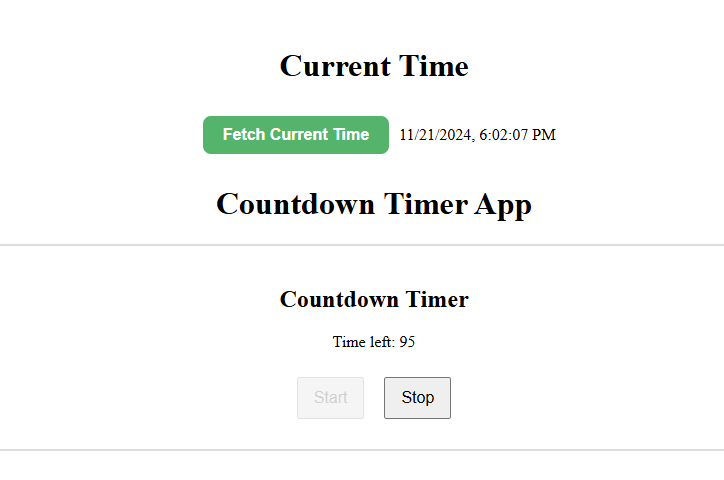 Current Time
Fetch Current Time 11/21/2024, 6:02:07 PM
Countdown Timer App
Countdown Timer
Time left: 95
Start Stop